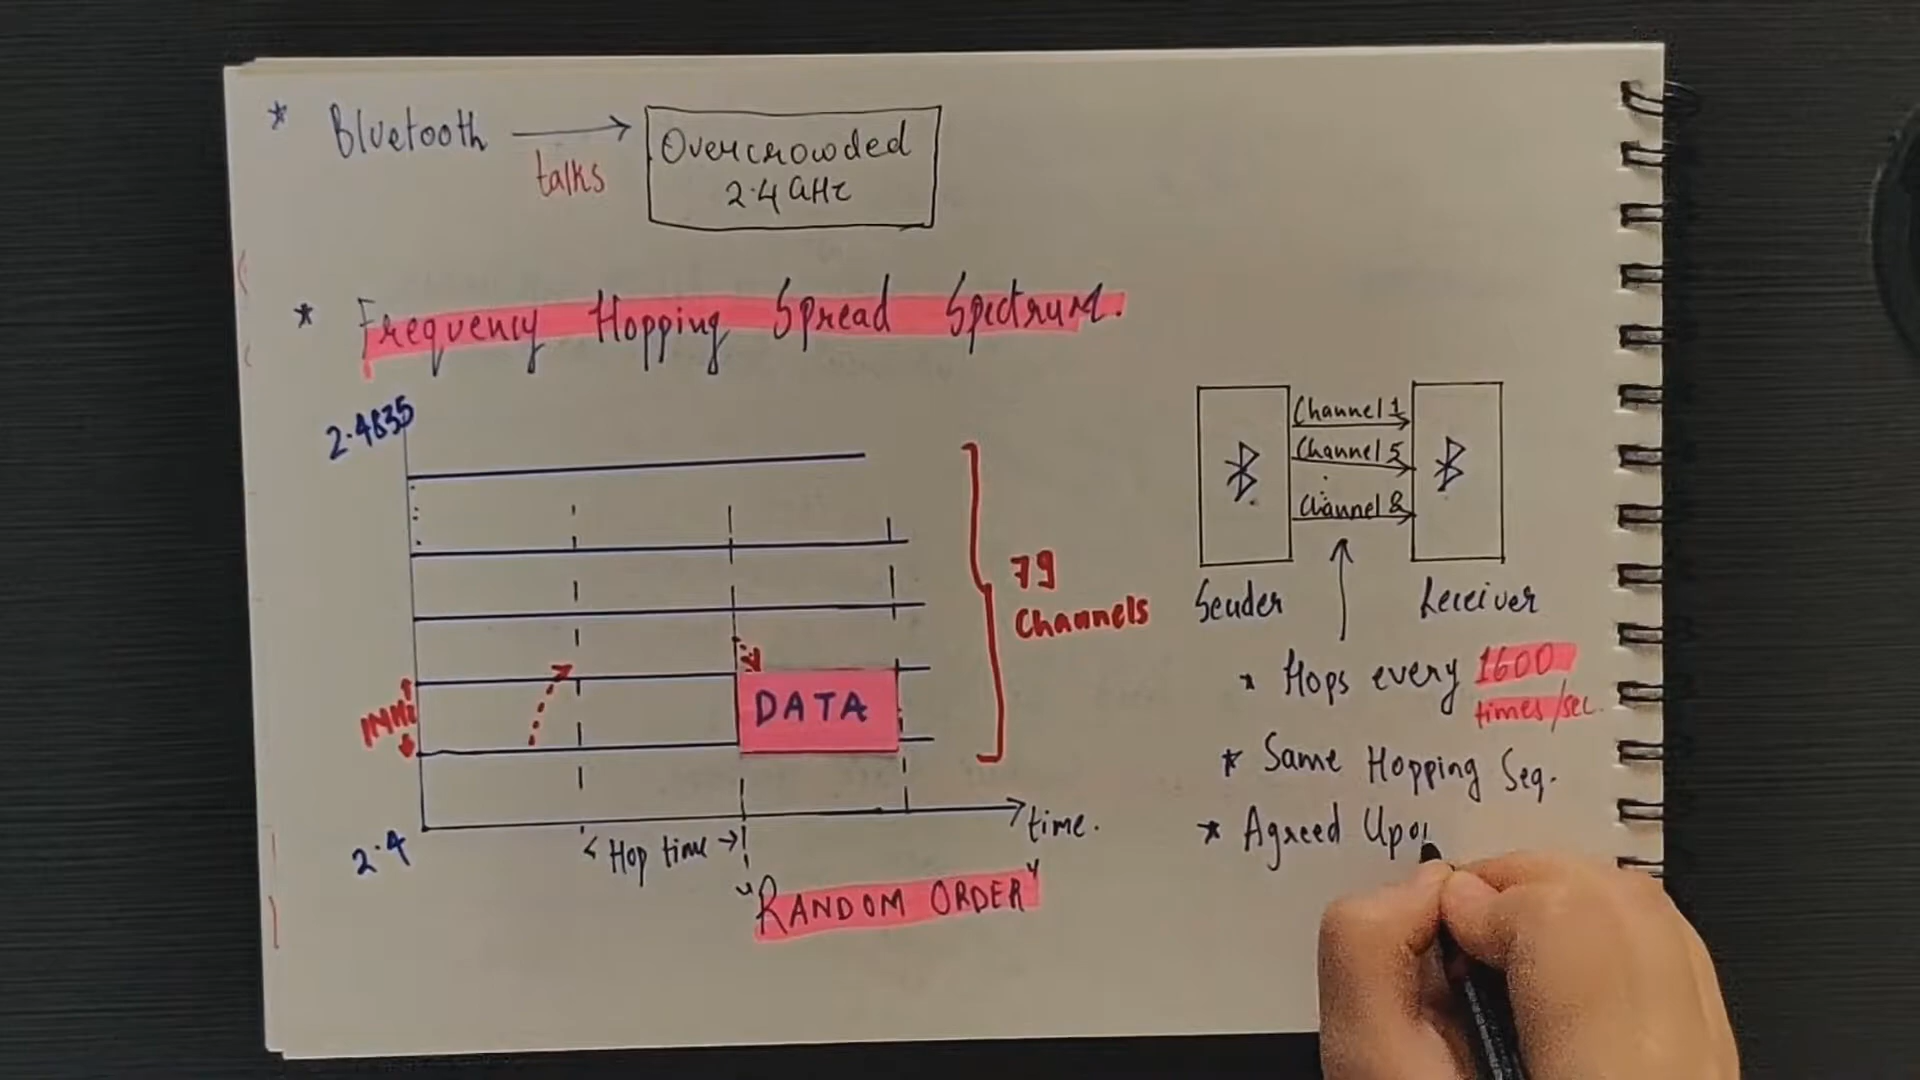 * Bluetooth
talks
Overcrowded
2.4 GHz
* Frequency Hopping Spread Spectrum.
2.4835
1MHz
2.4
DATA
79
Channels
< Hop time →
time.
"RANDOM ORDER"
Channel 1
Channel 5
Channel 8
Sender
Receiver
* Hops every 1600
times/sec.
* Same Hopping Seq.
* Agreed Upon